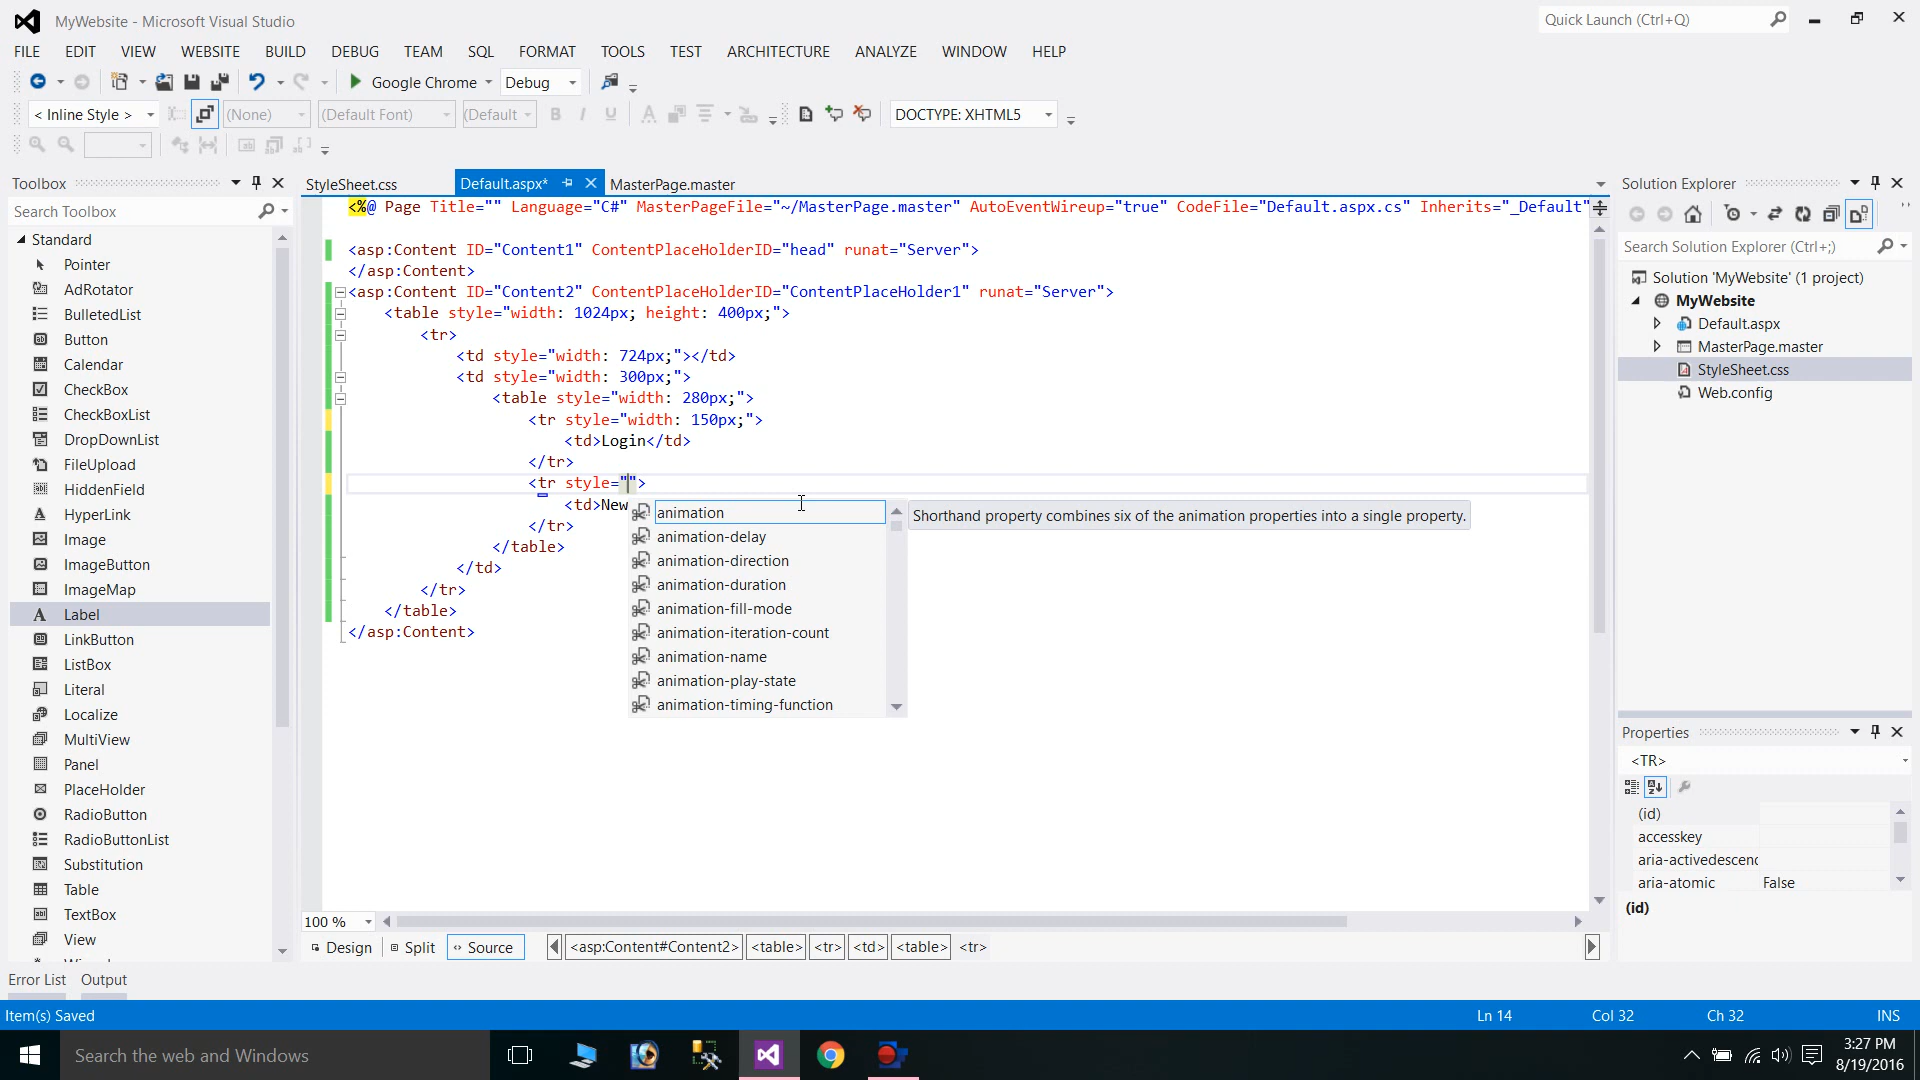 MyWebsite - Microsoft Visual Studio
Quick Launch (Ctrl+Q)
FILE EDIT VIEW WEBSITE BUILD DEBUG TEAM SQL FORMAT TOOLS TEST ARCHITECTURE ANALYZE WINDOW HELP
Google Chrome Debug
< Inline Style > (None) (Default Font) (Default B I U A DOCTYPE: XHTML5
Toolbox
Search Toolbox
Standard
Pointer
AdRotator
BulletedList
Button
Calendar
CheckBox
CheckBoxList
DropDownList
FileUpload
HiddenField
HyperLink
Image
ImageButton
ImageMap
Label
LinkButton
ListBox
Literal
Localize
MultiView
Panel
PlaceHolder
RadioButton
RadioButtonList
Substitution
Table
TextBox
View
StyleSheet.css Default.aspx* MasterPage.master
<%@ Page Title="" Language="C#" MasterPageFile="~/MasterPage.master" AutoEventWireup="true" CodeFile="Default.aspx.cs" Inherits="_Default"
<asp:Content ID="Content1" ContentPlaceHolderID="head" runat="Server">
</asp:Content>
<asp:Content ID="Content2" ContentPlaceHolderID="ContentPlaceHolder1" runat="Server">
<table style="width: 1024px; height: 400px;">
<tr>
<td style="width: 724px;"></td>
<td style="width: 300px;">
<table style="width: 280px;">
<tr style="width: 150px;">
<td>Login</td>
</tr>
<tr style="">
<td>New
</tr>
</table>
</td>
</tr>
</table>
</asp:Content>
animation
animation-delay
animation-direction
animation-duration
animation-fill-mode
animation-iteration-count
animation-name
animation-play-state
animation-timing-function
Shorthand property combines six of the animation properties into a single property.
100 %
Design Split Source <asp:Content#Content2> <table> <tr> <td> <table> <tr>
Solution Explorer
Search Solution Explorer (Ctrl+;)
Solution 'MyWebsite' (1 project)
MyWebsite
Default.aspx
MasterPage.master
StyleSheet.css
Web.config
Properties
<TR>
(id)
accesskey
aria-activedescend
aria-atomic False
(id)
Error List Output
Item(s) Saved Ln 14 Col 32 Ch 32 INS
Search the web and Windows
3:27 PM
8/19/2016